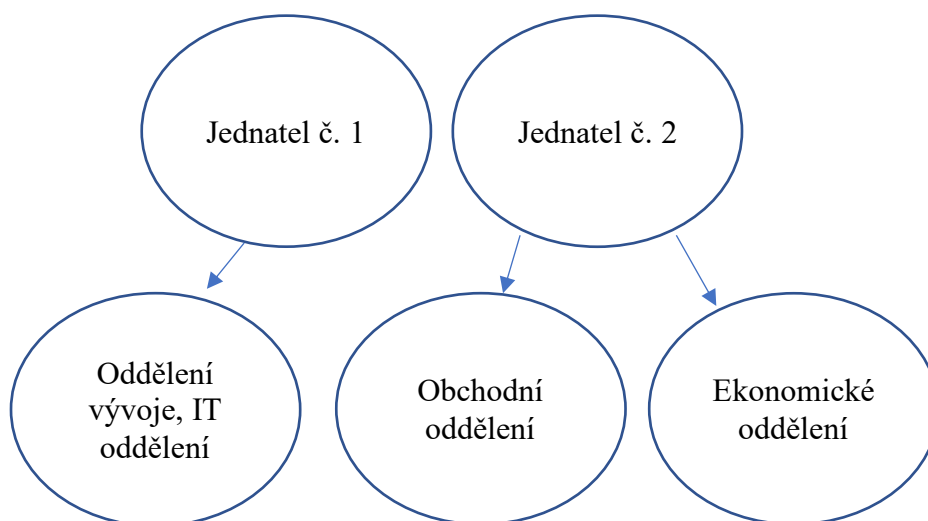 Jednatel č. 1
Jednatel č. 2
Oddělení
vývoje, IT
oddělení
Obchodní
oddělení
Ekonomické
oddělení